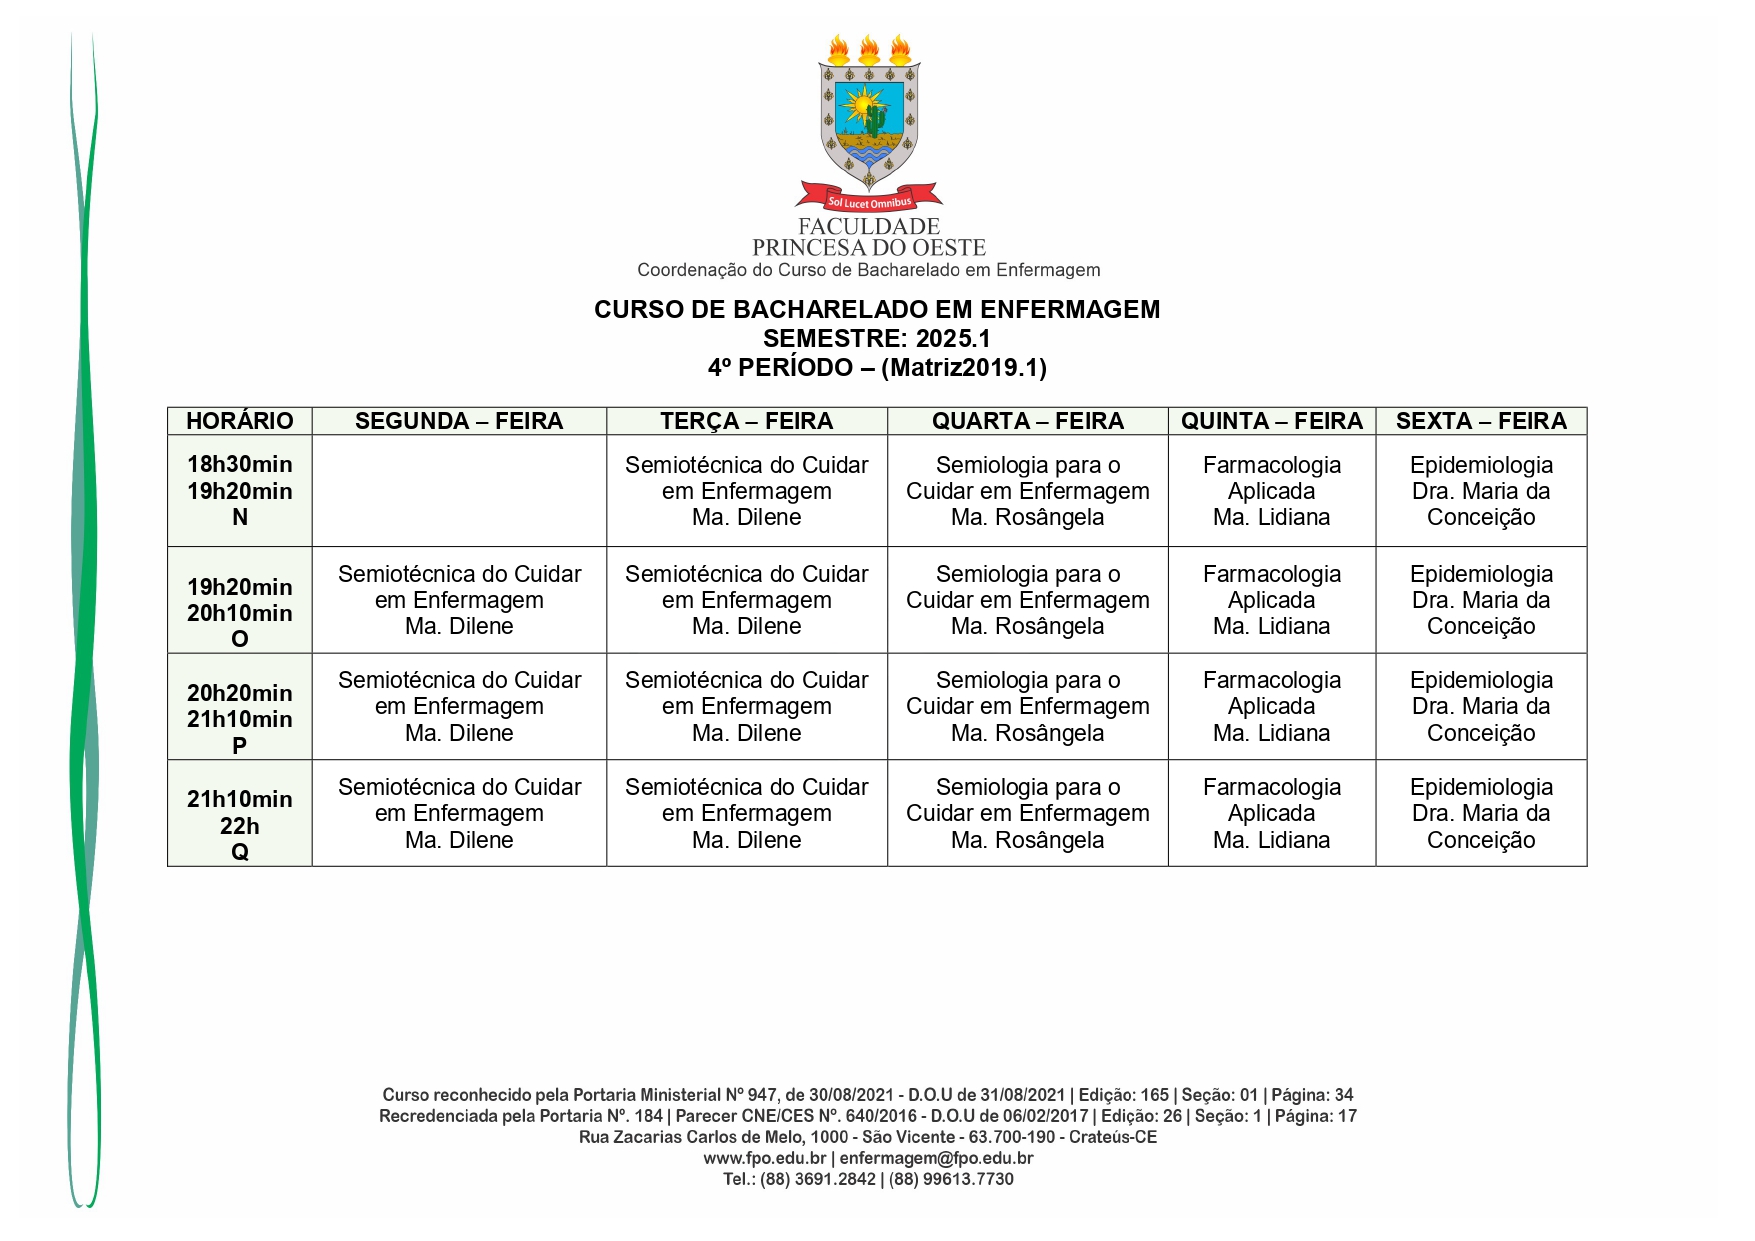 Sol Lucet Omnibus
FACULDADE
PRINCESA DO OESTE
Coordenação do Curso de Bacharelado em Enfermagem
CURSO DE BACHARELADO EM ENFERMAGEM
SEMESTRE: 2025.1
4º PERÍODO – (Matriz2019.1)
HORÁRIO SEGUNDA – FEIRA TERÇA – FEIRA QUARTA – FEIRA QUINTA – FEIRA SEXTA – FEIRA
18h30min Semiotécnica do Cuidar Semiologia para o Farmacologia Epidemiologia
19h20min em Enfermagem Cuidar em Enfermagem Aplicada Dra. Maria da
N Ma. Dilene Ma. Rosângela Ma. Lidiana Conceição
Semiotécnica do Cuidar Semiotécnica do Cuidar Semiologia para o Farmacologia Epidemiologia
19h20min em Enfermagem em Enfermagem Cuidar em Enfermagem Aplicada Dra. Maria da
20h10min Ma. Dilene Ma. Dilene Ma. Rosângela Ma. Lidiana Conceição
O
Semiotécnica do Cuidar Semiotécnica do Cuidar Semiologia para o Farmacologia Epidemiologia
20h20min em Enfermagem em Enfermagem Cuidar em Enfermagem Aplicada Dra. Maria da
21h10min Ma. Dilene Ma. Dilene Ma. Rosângela Ma. Lidiana Conceição
P
Semiotécnica do Cuidar Semiotécnica do Cuidar Semiologia para o Farmacologia Epidemiologia
21h10min em Enfermagem em Enfermagem Cuidar em Enfermagem Aplicada Dra. Maria da
22h Ma. Dilene Ma. Dilene Ma. Rosângela Ma. Lidiana Conceição
Q
Curso reconhecido pela Portaria Ministerial Nº 947, de 30/08/2021 - D.O.U de 31/08/2021 | Edição: 165 | Seção: 01 | Página: 34
Recredenciada pela Portaria Nº. 184 | Parecer CNE/CES Nº. 640/2016 - D.O.U de 06/02/2017 | Edição: 26 | Seção: 1 | Página: 17
Rua Zacarias Carlos de Melo, 1000 - São Vicente - 63.700-190 - Crateús-CE
www.fpo.edu.br | enfermagem@fpo.edu.br
Tel.: (88) 3691.2842 | (88) 99613.7730